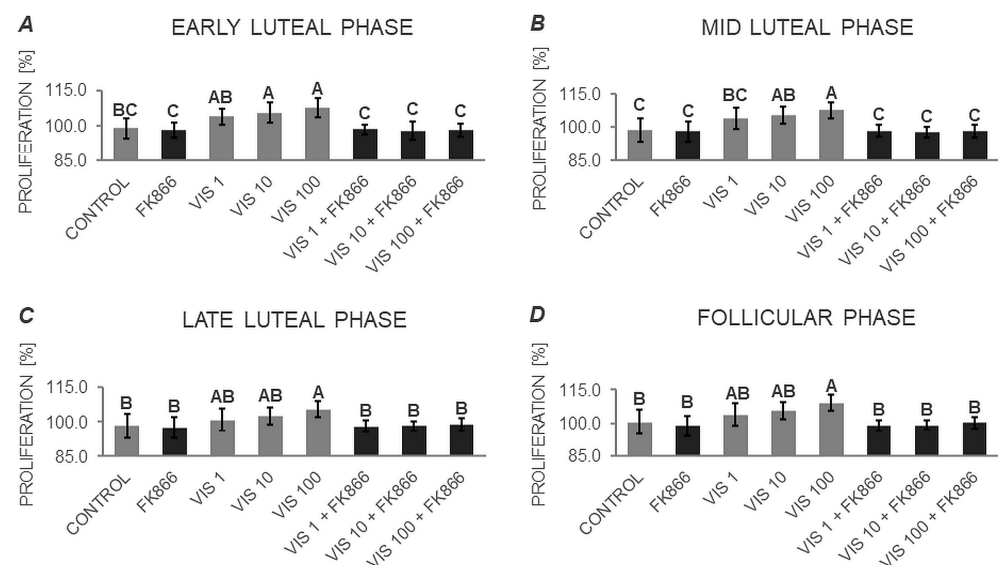 A
EARLY LUTEAL PHASE
PROLIFERATION [%]
115.0
100.0
85.0
BC
C
AB
A
A
C
C
C
CONTROL
FK866
VIS 1
VIS 10
VIS 100
VIS 1 + FK866
VIS 10 + FK866
VIS 100 + FK866
B
MID LUTEAL PHASE
PROLIFERATION [%]
115.0
100.0
85.0
C
C
BC
AB
A
C
C
C
CONTROL
FK866
VIS 1
VIS 10
VIS 100
VIS 1 + FK866
VIS 10 + FK866
VIS 100 + FK866
C
LATE LUTEAL PHASE
PROLIFERATION [%]
115.0
100.0
85.0
B
B
AB
AB
A
B
B
B
CONTROL
FK866
VIS 1
VIS 10
VIS 100
VIS 1 + FK866
VIS 10 + FK866
VIS 100 + FK866
D
FOLLICULAR PHASE
PROLIFERATION [%]
115.0
100.0
85.0
B
B
AB
AB
A
B
B
B
CONTROL
FK866
VIS 1
VIS 10
VIS 100
VIS 1 + FK866
VIS 10 + FK866
VIS 100 + FK866